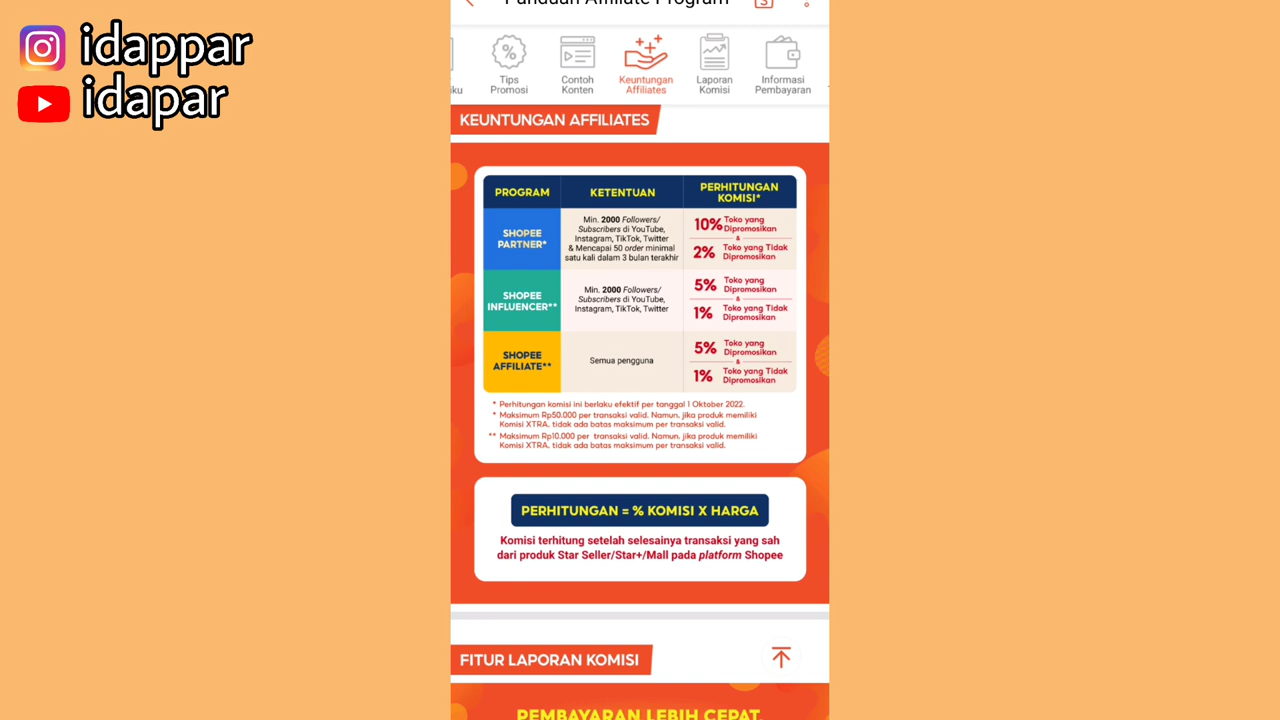 idappar
idapar
Panduan Affiliate Program
iku
Tips
Promosi
Contoh
Konten
Keuntungan
Affiliates
Laporan
Komisi
Informasi
Pembayaran
KEUNTUNGAN AFFILIATES
PROGRAM
KETENTUAN
PERHITUNGAN
KOMISI*
SHOPEE
PARTNER*
Min. 2000 Followers/
Subscribers di YouTube,
Instagram, TikTok, Twitter
& Mencapai 50 order minimal
satu kali dalam 3 bulan terakhir
10% Toko yang
Dipromosikan
&
2% Toko yang Tidak
Dipromosikan
SHOPEE
INFLUENCER**
Min. 2000 Followers/
Subscribers di YouTube,
Instagram, TikTok, Twitter
5% Toko yang
Dipromosikan
&
1% Toko yang Tidak
Dipromosikan
SHOPEE
AFFILIATE**
Semua pengguna
5% Toko yang
Dipromosikan
&
1% Toko yang Tidak
Dipromosikan
* Perhitungan komisi ini berlaku efektif per tanggal 1 Oktober 2022.
* Maksimum Rp50.000 per transaksi valid. Namun, jika produk memiliki
Komisi XTRA, tidak ada batas maksimum per transaksi valid.
** Maksimum Rp10.000 per transaksi valid. Namun, jika produk memiliki
Komisi XTRA, tidak ada batas maksimum per transaksi valid.
PERHITUNGAN = % KOMISI X HARGA
Komisi terhitung setelah selesainya transaksi yang sah
dari produk Star Seller/Star+/Mall pada platform Shopee
FITUR LAPORAN KOMISI
PEMBAYARAN LEBIH CEPAT,